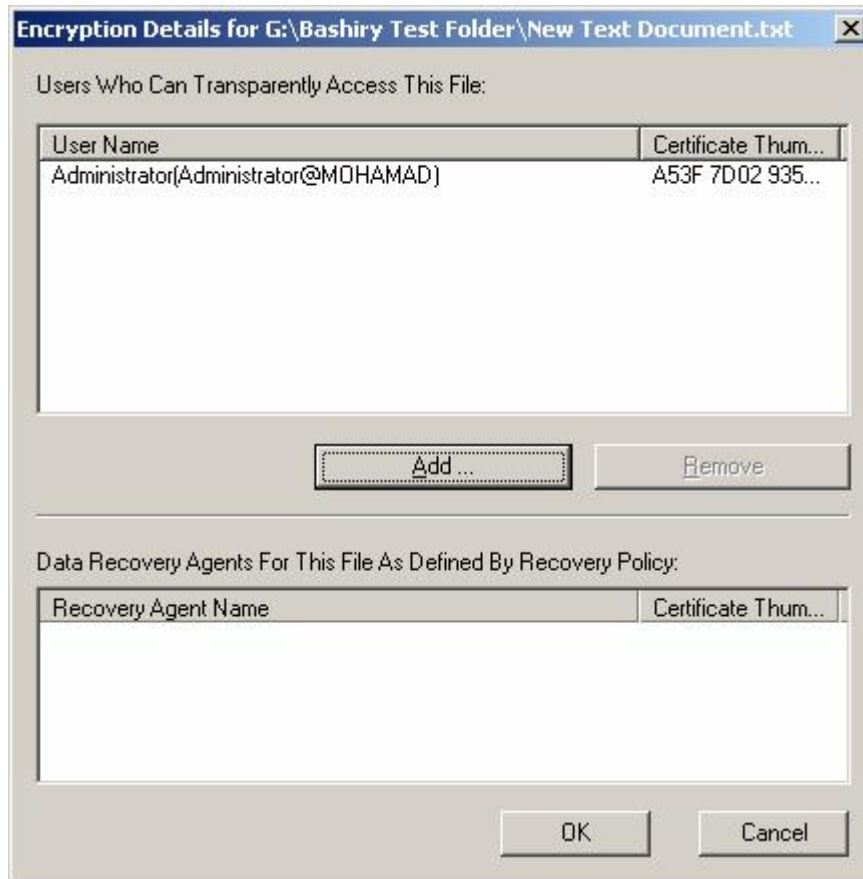 Encryption Details for G:\Bashiry Test Folder\New Text Document.txt
Users Who Can Transparently Access This File:
User Name Certificate Thum...
Administrator(Administrator@MOHAMAD) A53F 7D02 935...
Add ... Remove
Data Recovery Agents For This File As Defined By Recovery Policy:
Recovery Agent Name Certificate Thum...
OK Cancel